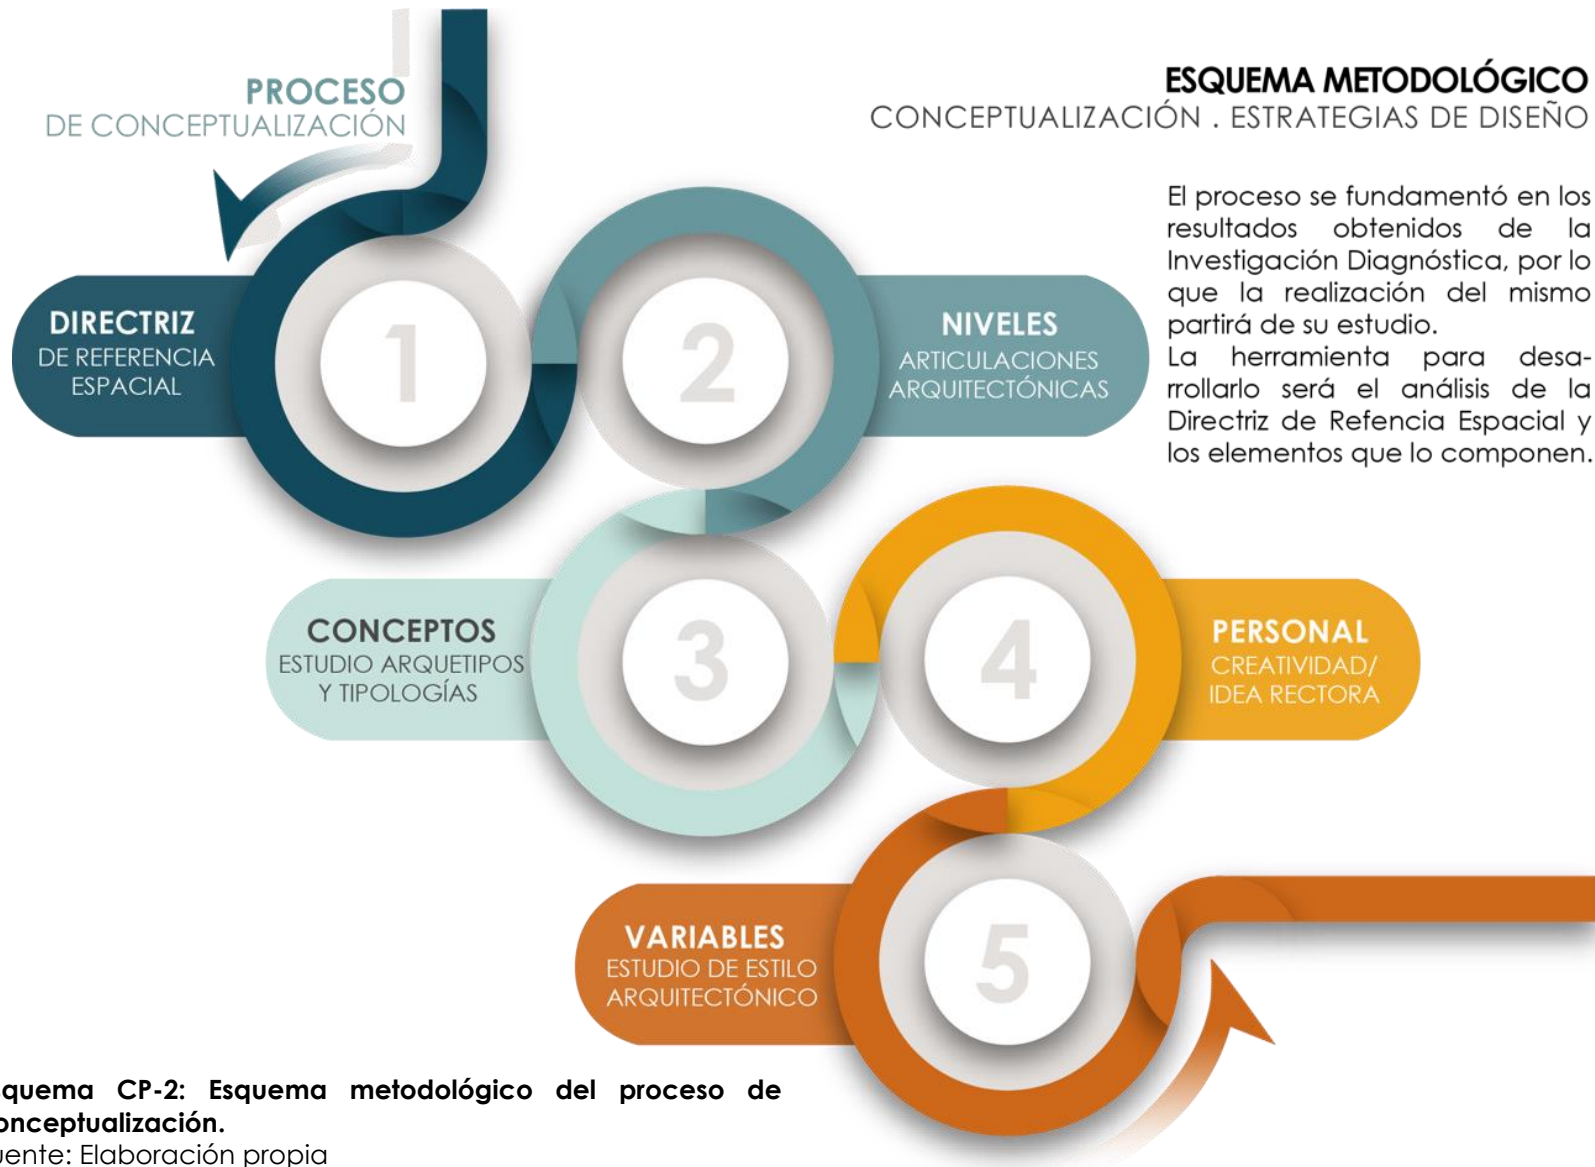 PROCESO
DE CONCEPTUALIZACIÓN
ESQUEMA METODOLÓGICO
CONCEPTUALIZACIÓN . ESTRATEGIAS DE DISEÑO
El proceso se fundamentó en los
resultados obtenidos de la
Investigación Diagnóstica, por lo
que la realización del mismo
partirá de su estudio.
La herramienta para desa-
rrollarlo será el análisis de la
Directriz de Refencia Espacial y
los elementos que lo componen.
DIRECTRIZ
DE REFERENCIA
ESPACIAL
1
2
NIVELES
ARTICULACIONES
ARQUITECTÓNICAS
CONCEPTOS
ESTUDIO ARQUETIPOS
Y TIPOLOGÍAS
3
4
PERSONAL
CREATIVIDAD/
IDEA RECTORA
VARIABLES
ESTUDIO DE ESTILO
ARQUITECTÓNICO
5
squema CP-2: Esquema metodológico del proceso de
onceptualización.
uente: Elaboración propia